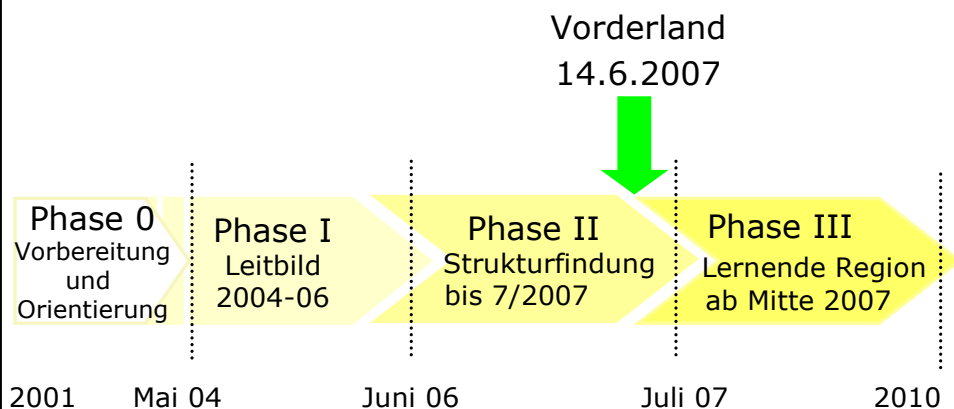 Vorderland
14.6.2007
Phase 0
Vorbereitung
und
Orientierung
Phase I
Leitbild
2004-06
Phase II
Strukturfindung
bis 7/2007
Phase III
Lernende Region
ab Mitte 2007
2001
Mai 04
Juni 06
Juli 07
2010